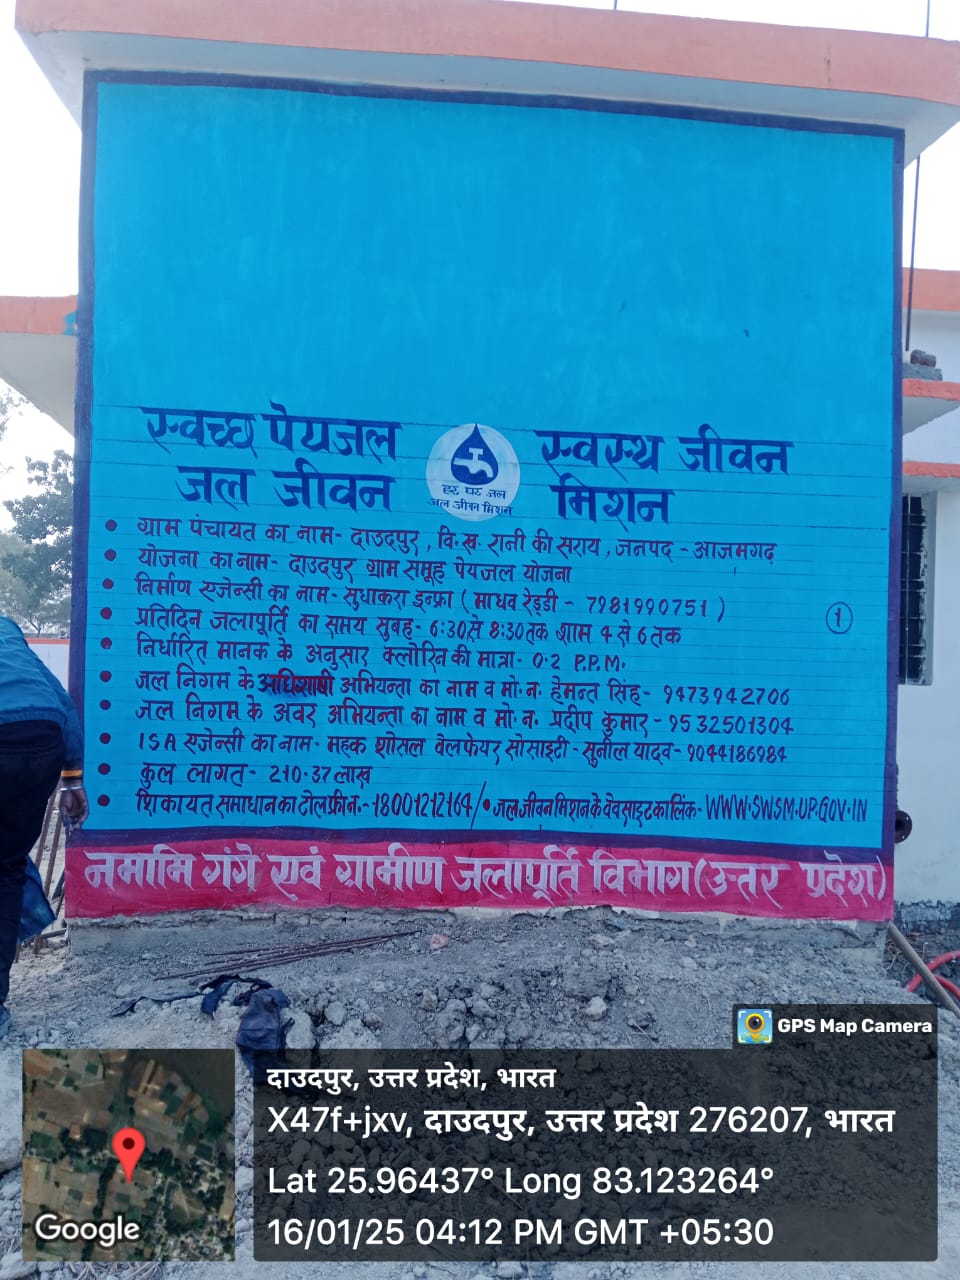 स्वच्छ पेयजल स्वस्थ जीवन
जल जीवन मिशन
हर घर जल
जल जीवन मिशन
• ग्राम पंचायत का नाम- दाउदपुर, वि.ख. रानी की सराय, जनपद - आजमगढ़
• योजना का नाम- दाउदपुर ग्राम समूह पेयजल योजना
• निर्माण एजेन्सी का नाम- सुधाकरा इन्फ्रा ( माधव रेड्डी - 7981990751 )
• प्रतिदिन जलापूर्ति का समय सुबह- 6:30 से 8:30 तक शाम 4 से 6 तक
①
• निर्धारित मानक के अनुसार क्लोरिन की मात्रा- 0.2 P.P.M.
• जल निगम के अधिशाषी अभियन्ता का नाम व मो. न. हेमन्त सिंह- 9473942706
• जल निगम के अवर अभियन्ता का नाम व मो. न. प्रदीप कुमार- 9532501304
• ISA एजेन्सी का नाम- महक शोसल वेलफेयर सोसाइटी - सुनील यादव- 9044186984
• कुल लागत- 210.37 लाख
• शिकायत समाधान का टोल फ्री न.- 18001212164 / • जल जीवन मिशन के वेवसाइट का लिंक- WWW.SWSM.UP.GOV.IN
नमामि गंगे एवं ग्रामीण जलापूर्ति विभाग (उत्तर प्रदेश)
GPS Map Camera
दाउदपुर, उत्तर प्रदेश, भारत
X47f+jxv, दाउदपुर, उत्तर प्रदेश 276207, भारत
Lat 25.96437° Long 83.123264°
16/01/25 04:12 PM GMT +05:30
Google